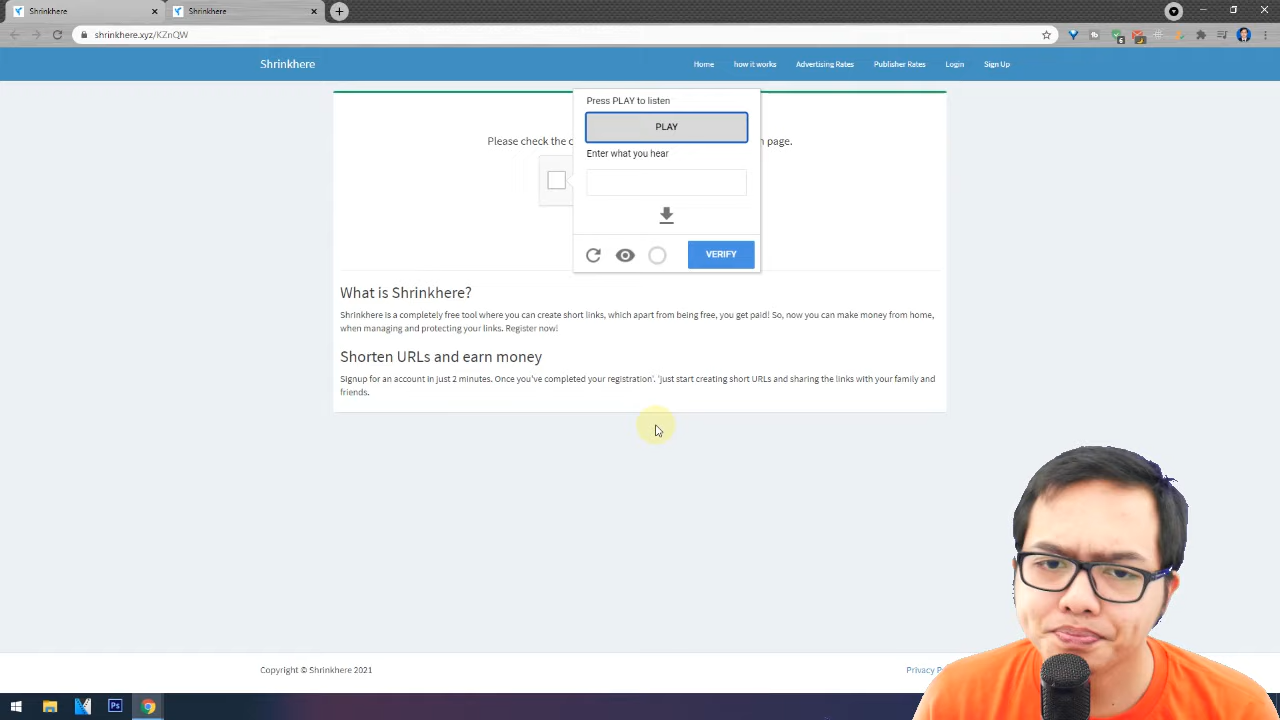 Shrinkhere
Shrinkhere
shrinkhere.xyz/KZnQW
Shrinkhere
Home how it works Advertising Rates Publisher Rates Login Sign Up
Press PLAY to listen
PLAY
Please check the page.
Enter what you hear
VERIFY
What is Shrinkhere?
Shrinkhere is a completely free tool where you can create short links, which apart from being free, you get paid! So, now you can make money from home,
when managing and protecting your links. Register now!
Shorten URLs and earn money
Signup for an account in just 2 minutes. Once you've completed your registration'. 'just start creating short URLs and sharing the links with your family and
friends.
Copyright © Shrinkhere 2021
Privacy